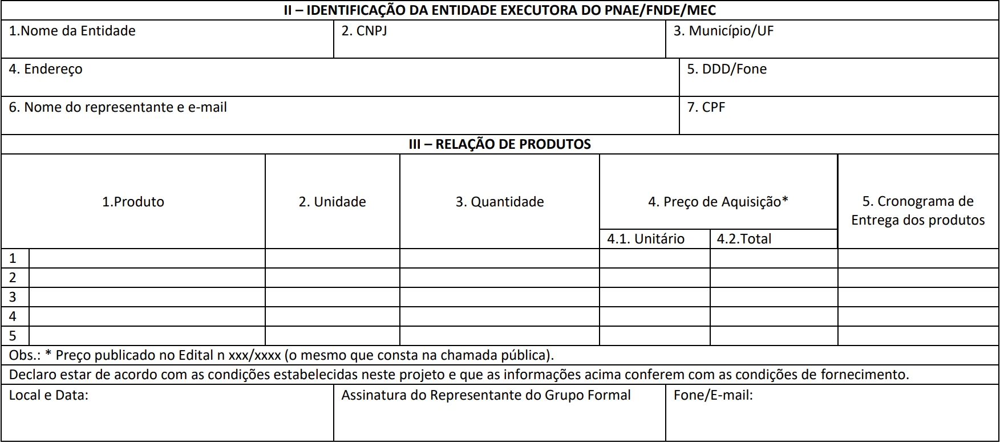 II – IDENTIFICAÇÃO DA ENTIDADE EXECUTORA DO PNAE/FNDE/MEC
1.Nome da Entidade
2. CNPJ
3. Município/UF
4. Endereço
5. DDD/Fone
6. Nome do representante e e-mail
7. CPF
III – RELAÇÃO DE PRODUTOS
1.Produto
2. Unidade
3. Quantidade
4. Preço de Aquisição*
5. Cronograma de
Entrega dos produtos
4.1. Unitário
4.2.Total
1
2
3
4
5
Obs.: * Preço publicado no Edital n xxx/xxxx (o mesmo que consta na chamada pública).
Declaro estar de acordo com as condições estabelecidas neste projeto e que as informações acima conferem com as condições de fornecimento.
Local e Data:
Assinatura do Representante do Grupo Formal
Fone/E-mail: